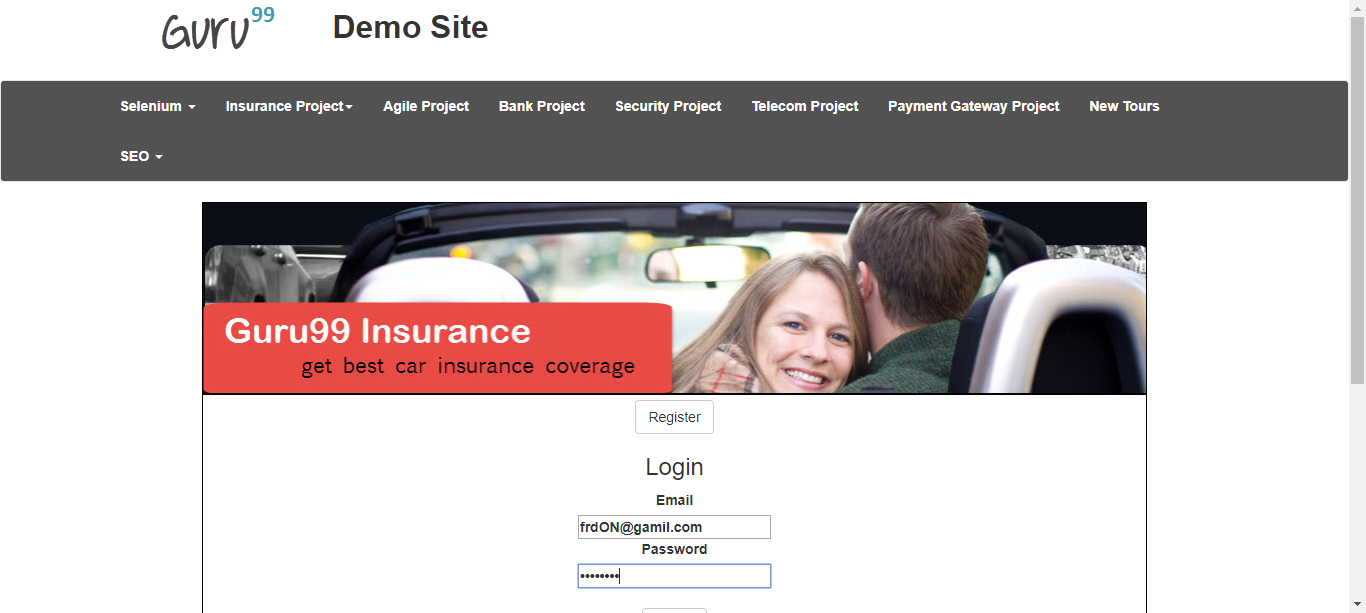 Guru99
Demo Site
Selenium Insurance Project Agile Project Bank Project Security Project Telecom Project Payment Gateway Project New Tours
SEO
Guru99 Insurance
get best car insurance coverage
Register
Login
Email
frdON@gamil.com
Password
••••••••